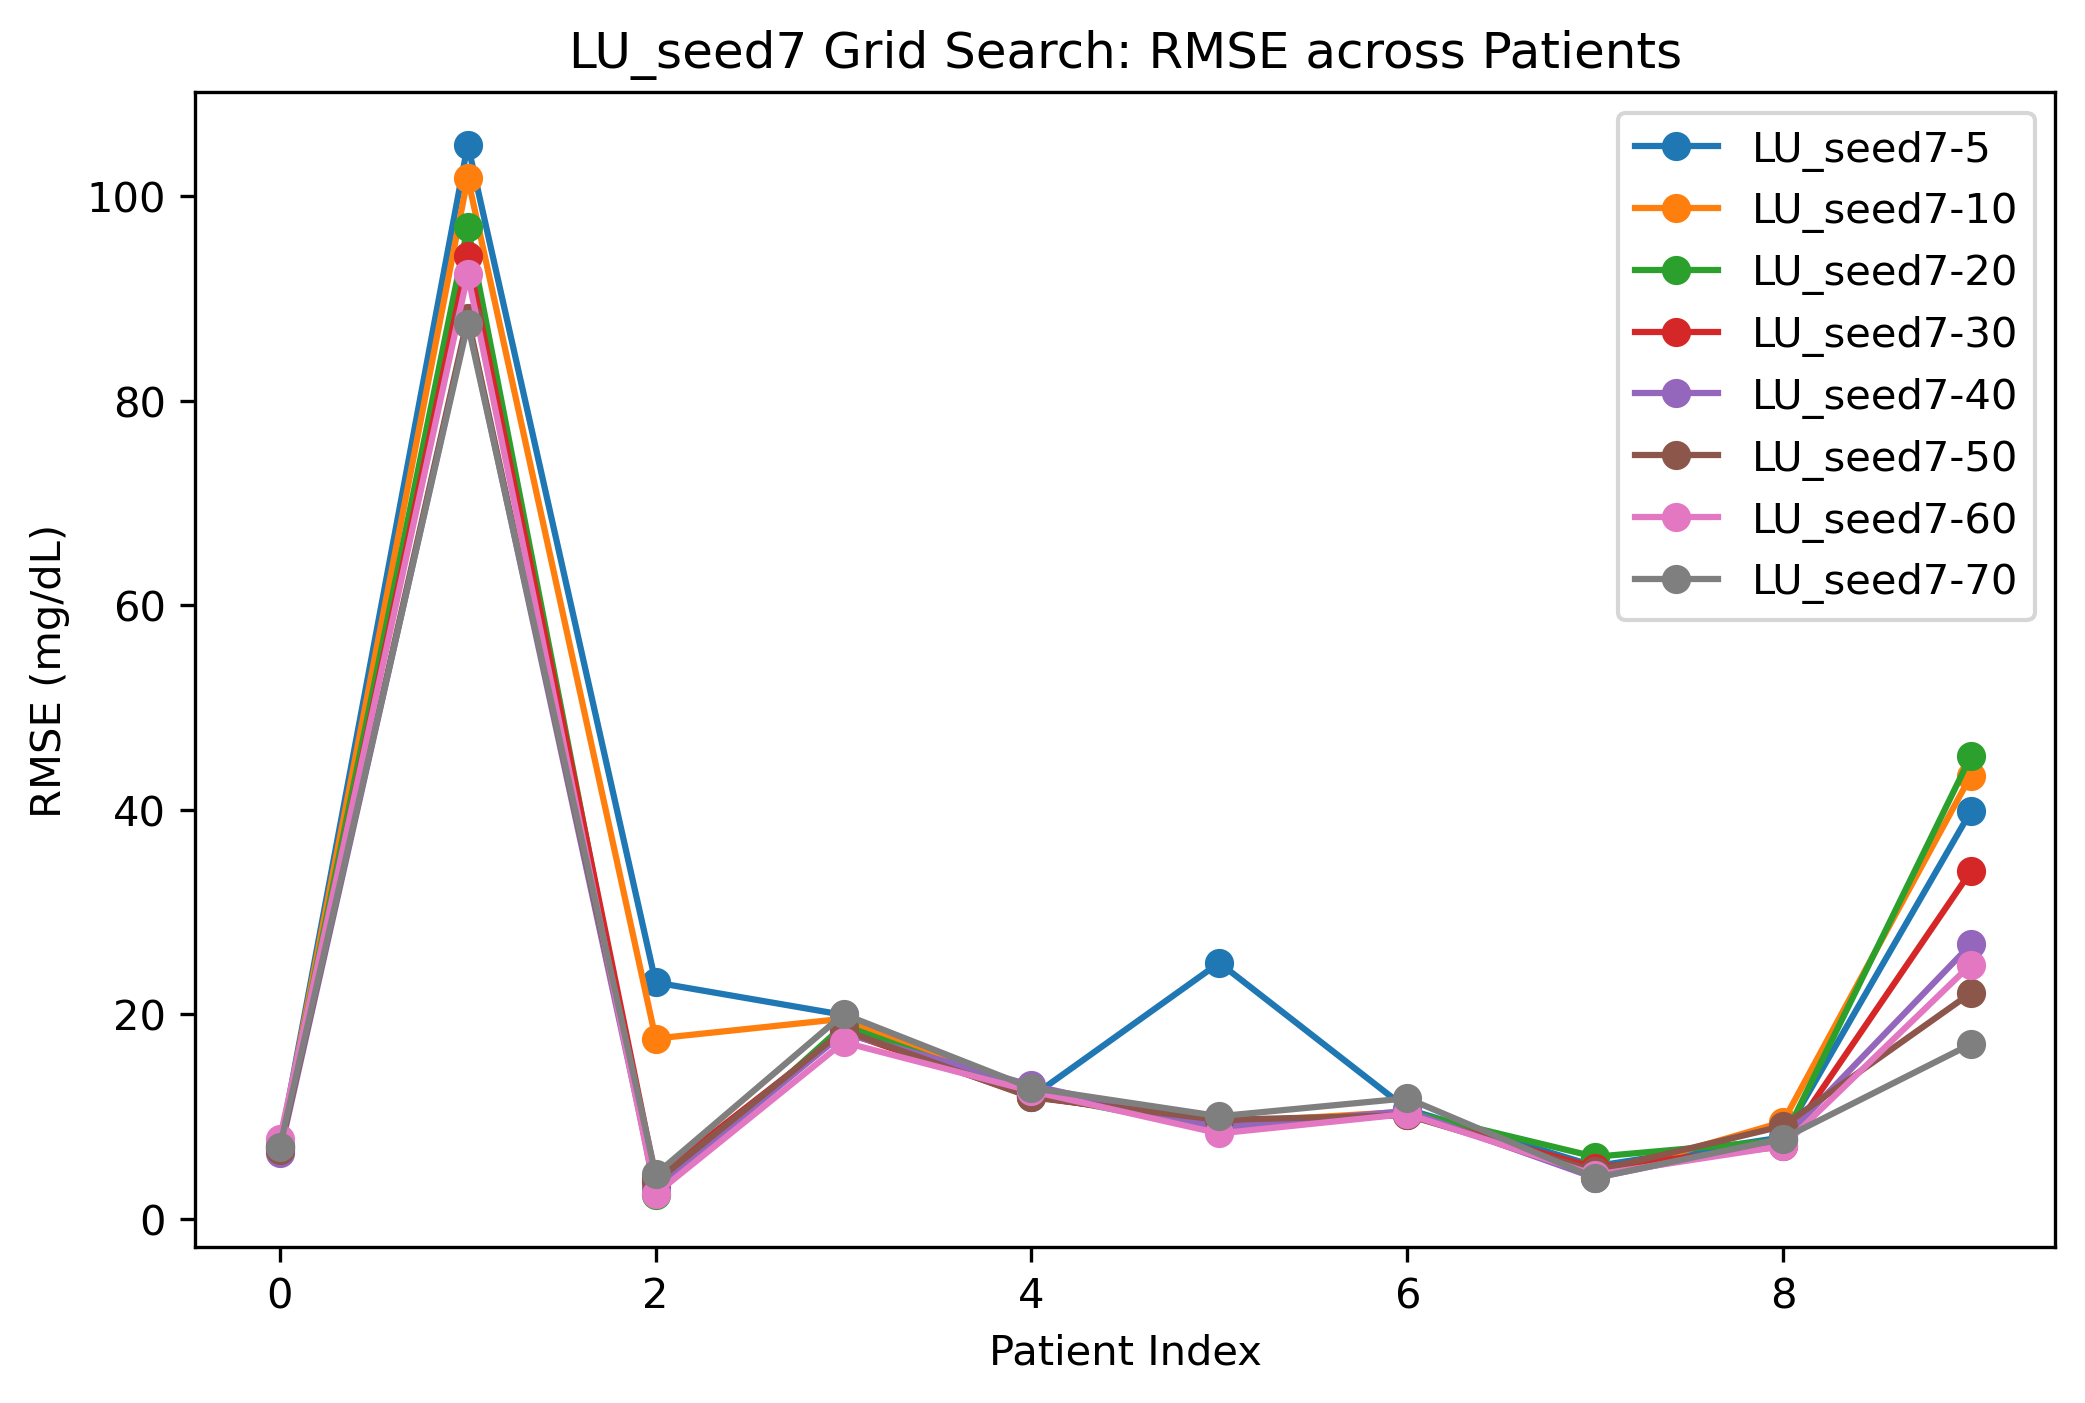 LU_seed7 Grid Search: RMSE across Patients
RMSE (mg/dL)
100
80
60
40
20
0
LU_seed7-5
LU_seed7-10
LU_seed7-20
LU_seed7-30
LU_seed7-40
LU_seed7-50
LU_seed7-60
LU_seed7-70
0 2 4 6 8
Patient Index